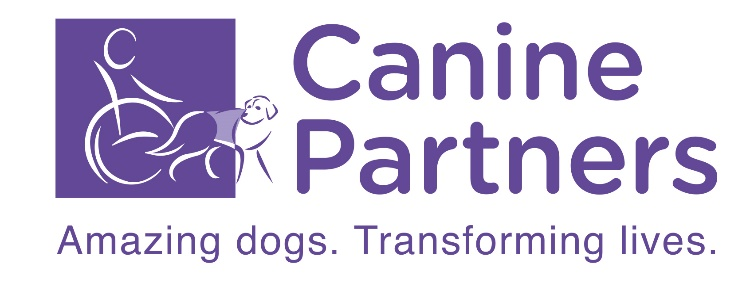 Canine
Partners
Amazing dogs. Transforming lives.